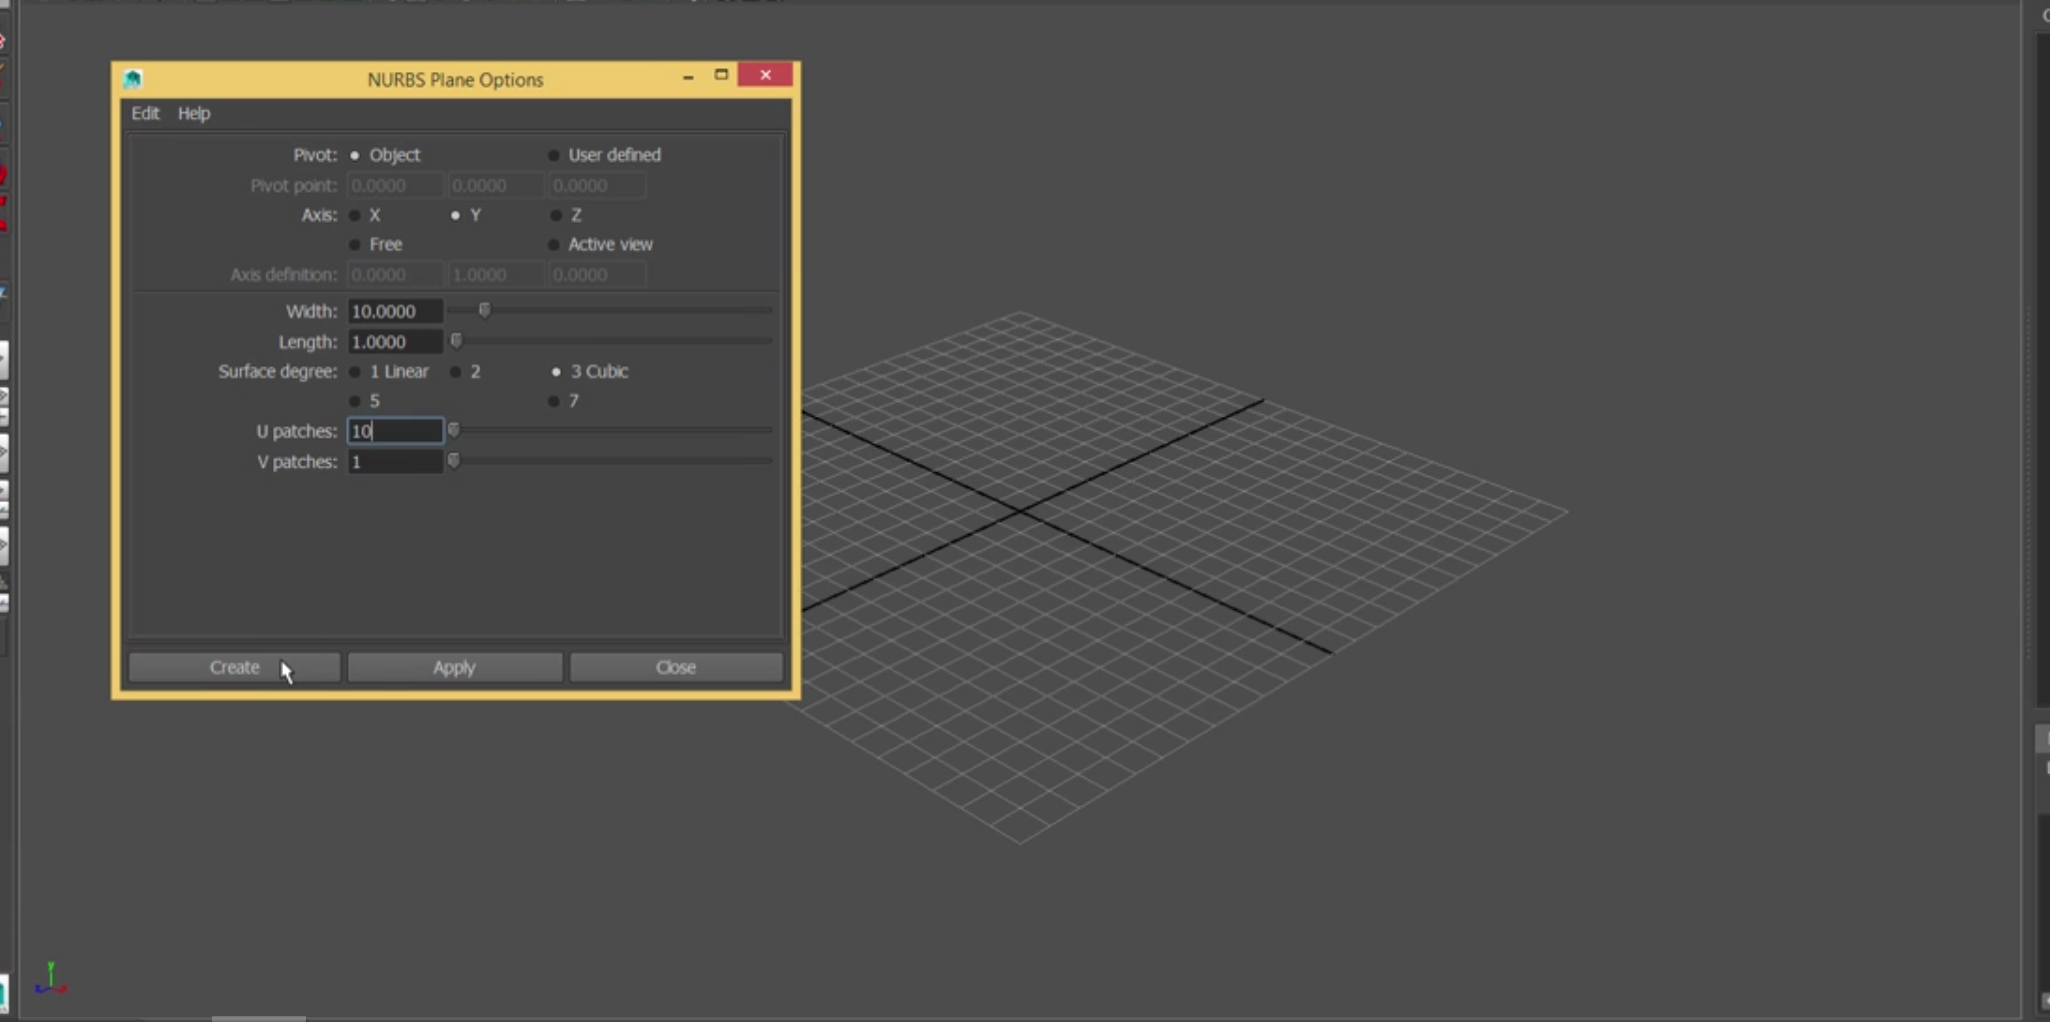 NURBS Plane Options
Edit Help
Pivot: Object User defined
Pivot point: 0.0000 0.0000 0.0000
Axis: X Y Z
Free Active view
Axis definition: 0.0000 1.0000 0.0000
Width: 10.0000
Length: 1.0000
Surface degree: 1 Linear 2 3 Cubic
5 7
U patches: 10
V patches: 1
Create Apply Close
y